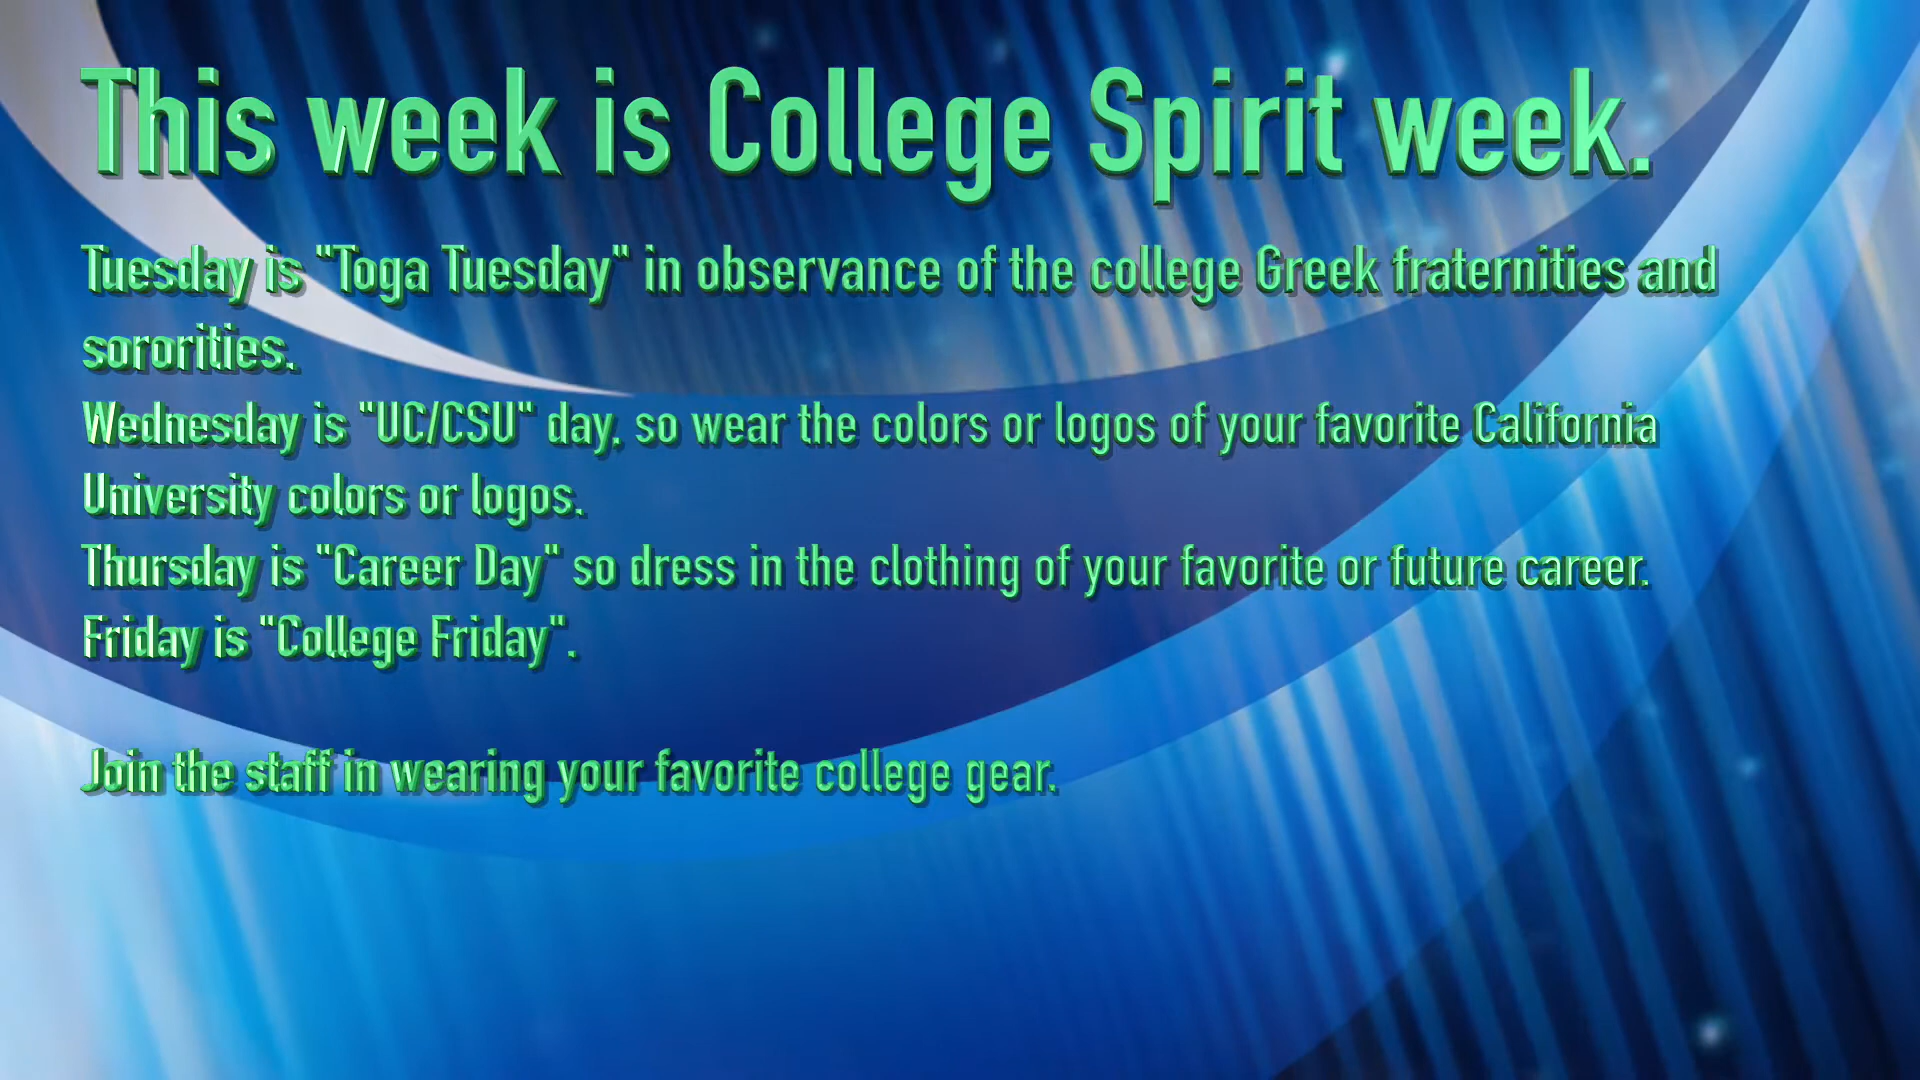 This week is College Spirit week.
Tuesday is "Toga Tuesday" in observance of the college Greek fraternities and
sororities.
Wednesday is "UC/CSU" day, so wear the colors or logos of your favorite California
University colors or logos.
Thursday is "Career Day" so dress in the clothing of your favorite or future career.
Friday is "College Friday".
Join the staff in wearing your favorite college gear.